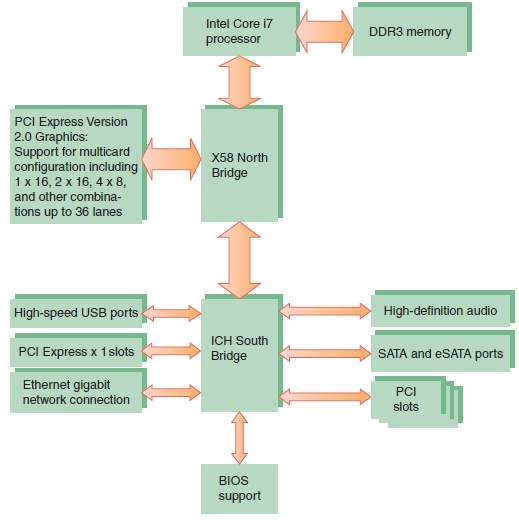 Intel Core i7
processor
DDR3 memory
PCI Express Version
2.0 Graphics:
Support for multicard
configuration including
1 x 16, 2 x 16, 4 x 8,
and other combina-
tions up to 36 lanes
X58 North
Bridge
High-speed USB ports
PCI Express x 1 slots
Ethernet gigabit
network connection
ICH South
Bridge
High-definition audio
SATA and eSATA ports
PCI
slots
BIOS
support